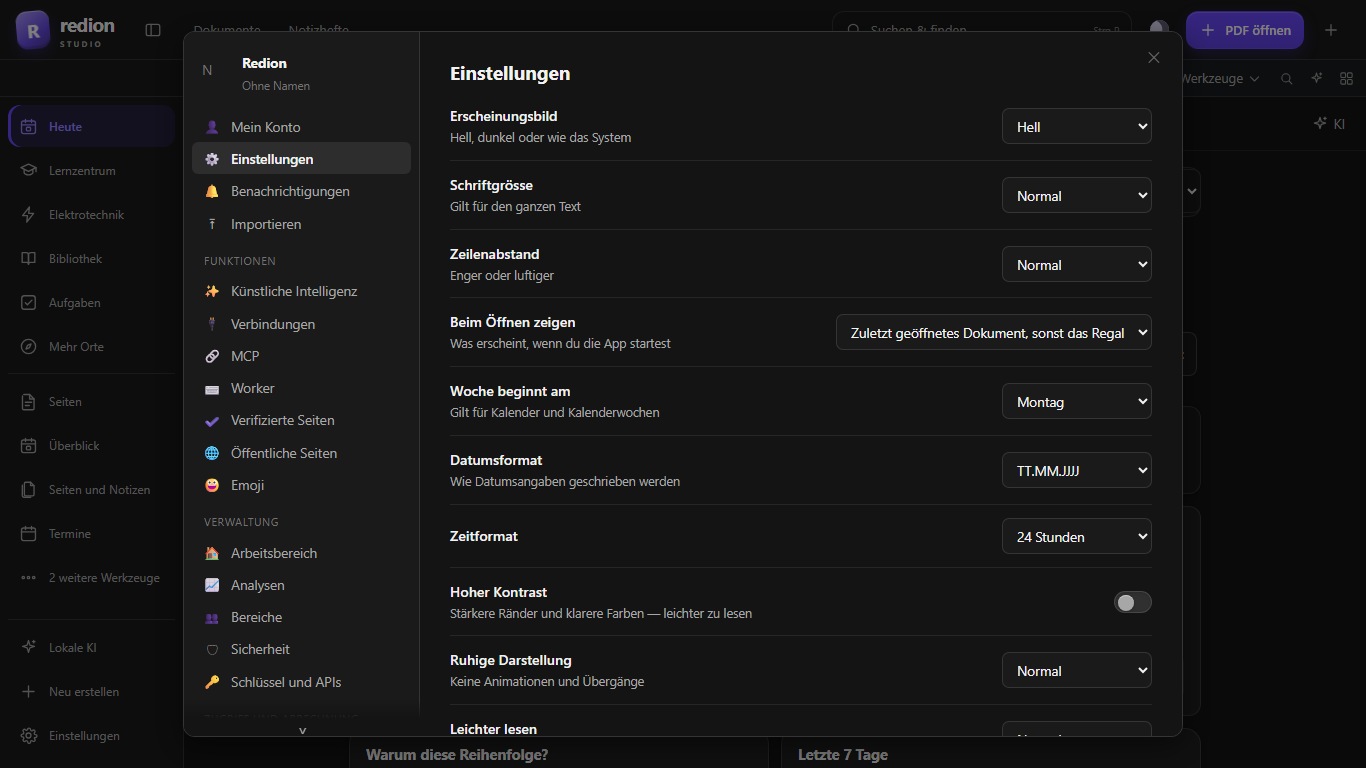 R
redion
STUDIO
Dokumente
Notizhefte
Suchen & finden
PDF öffnen
Werkzeuge
KI
Heute
Lernzentrum
Elektrotechnik
Bibliothek
Aufgaben
Mehr Orte
Seiten
Überblick
Seiten und Notizen
Termine
2 weitere Werkzeuge
Lokale KI
Neu erstellen
Einstellungen
N
Redion
Ohne Namen
Mein Konto
Einstellungen
Benachrichtigungen
Importieren
FUNKTIONEN
Künstliche Intelligenz
Verbindungen
MCP
Worker
Verifizierte Seiten
Öffentliche Seiten
Emoji
VERWALTUNG
Arbeitsbereich
Analysen
Bereiche
Sicherheit
Schlüssel und APIs
Einstellungen
Erscheinungsbild
Hell, dunkel oder wie das System
Hell
Schriftgrösse
Gilt für den ganzen Text
Normal
Zeilenabstand
Enger oder luftiger
Normal
Beim Öffnen zeigen
Was erscheint, wenn du die App startest
Zuletzt geöffnetes Dokument, sonst das Regal
Woche beginnt am
Gilt für Kalender und Kalenderwochen
Montag
Datumsformat
Wie Datumsangaben geschrieben werden
TT.MM.JJJJ
Zeitformat
24 Stunden
Hoher Kontrast
Stärkere Ränder und klarere Farben — leichter zu lesen
Ruhige Darstellung
Keine Animationen und Übergänge
Normal
Leichter lesen
Warum diese Reihenfolge?
Letzte 7 Tage